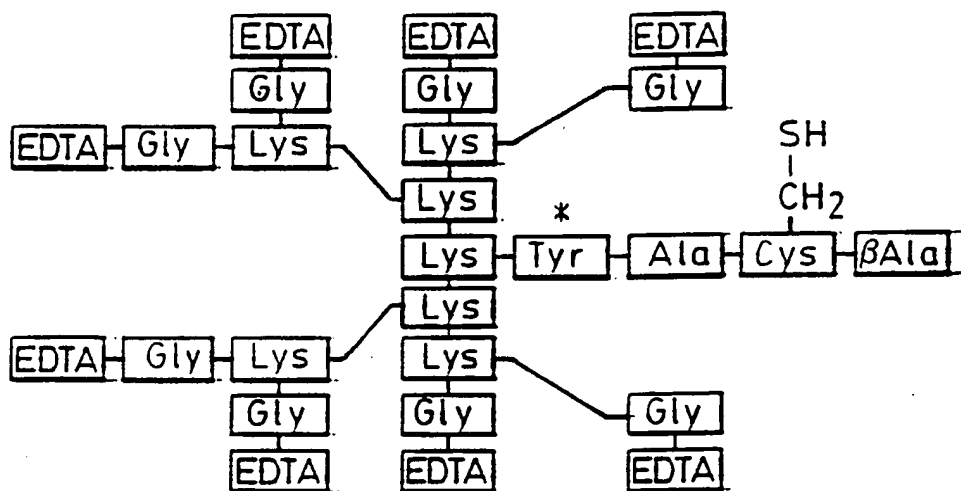 EDTA EDTA EDTA
Gly Gly Gly
EDTA Gly Lys Lys SH
Lys CH2
*
Lys Tyr Ala Cys βAla
Lys
EDTA Gly Lys Lys
Gly Gly Gly
EDTA EDTA EDTA